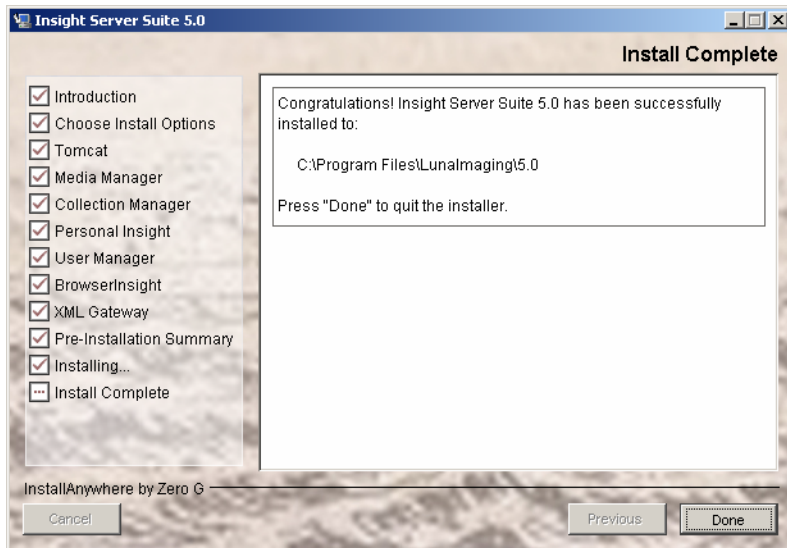 Insight Server Suite 5.0
Install Complete
Introduction
Choose Install Options
Tomcat
Media Manager
Collection Manager
Personal Insight
User Manager
BrowserInsight
XML Gateway
Pre-Installation Summary
Installing...
Install Complete
Congratulations! Insight Server Suite 5.0 has been successfully
installed to:
C:\Program Files\LunaImaging\5.0
Press "Done" to quit the installer.
InstallAnywhere by Zero G
Cancel
Previous
Done